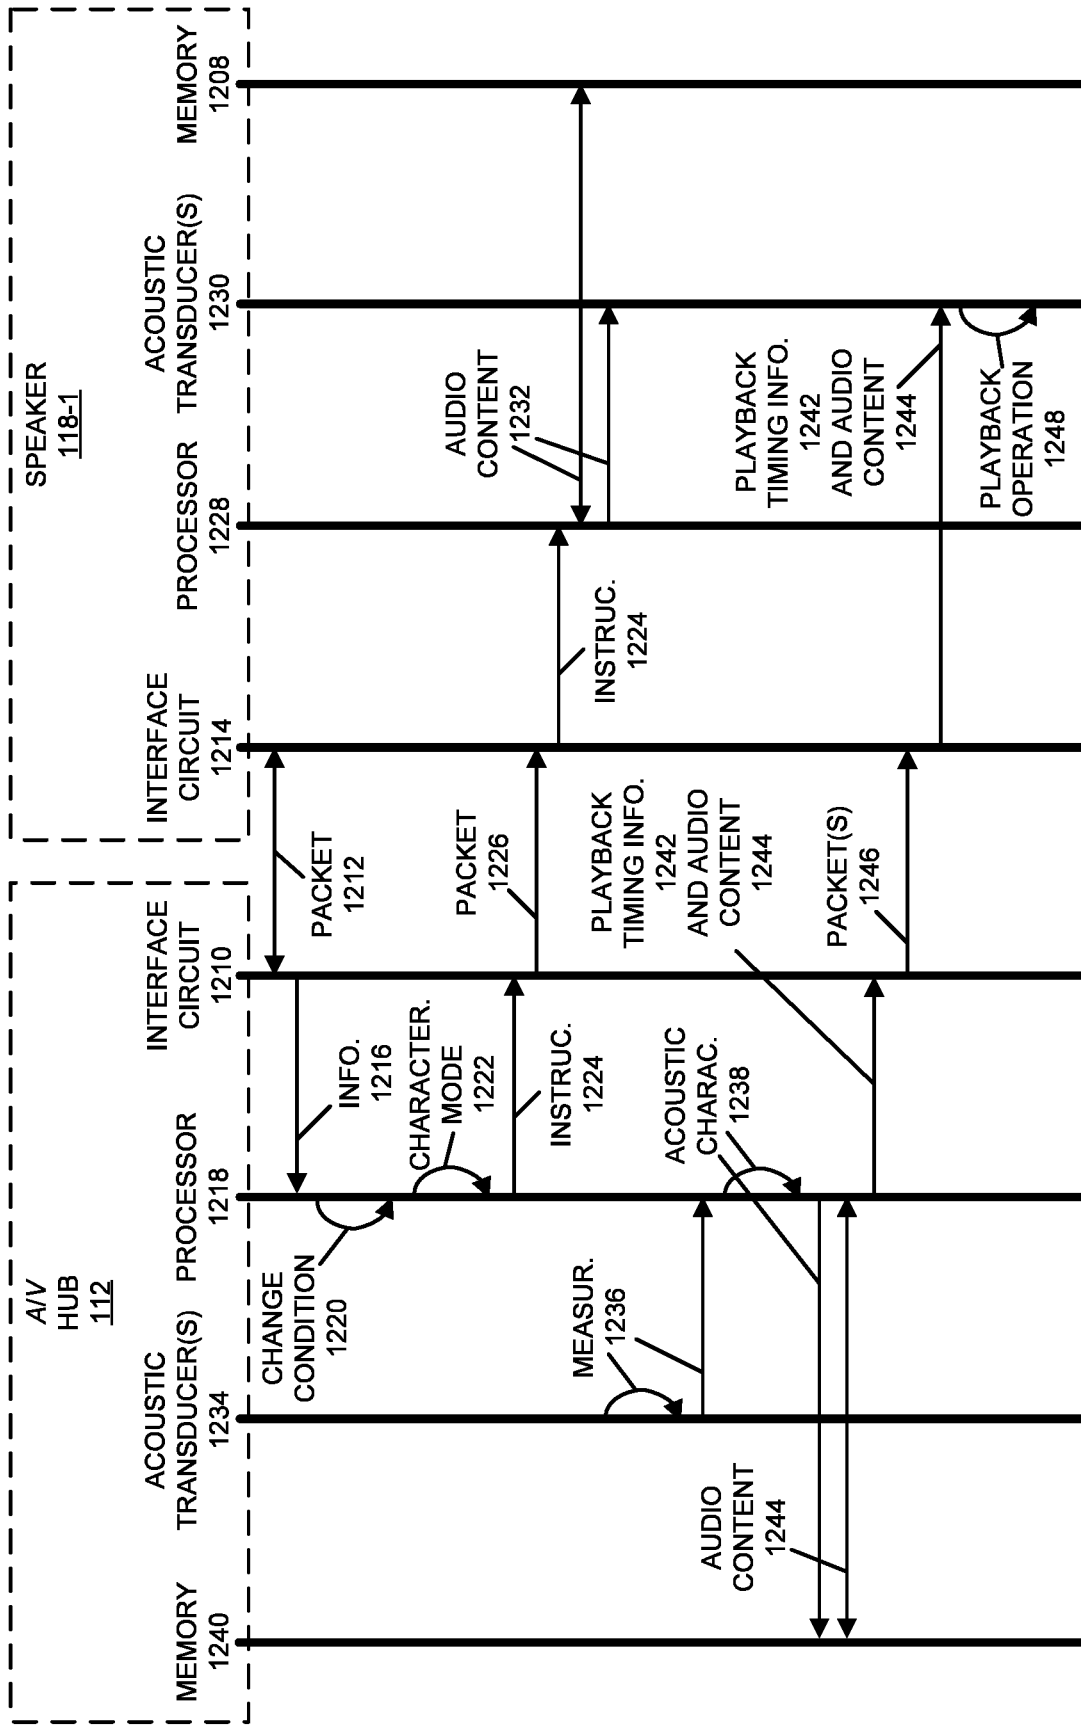 A/V
HUB
112
SPEAKER
118-1
MEMORY
1240
ACOUSTIC
TRANSDUCER(S)
1234
PROCESSOR
1218
INTERFACE
CIRCUIT
1210
INTERFACE
CIRCUIT
1214
PROCESSOR
1228
ACOUSTIC
TRANSDUCER(S)
1230
MEMORY
1208
PACKET
1212
INFO.
1216
CHANGE
CONDITION
1220
CHARACTER.
MODE
1222
INSTRUC.
1224
PACKET
1226
INSTRUC.
1224
AUDIO
CONTENT
1232
MEASUR.
1236
ACOUSTIC
CHARAC.
1238
AUDIO
CONTENT
1244
PLAYBACK
TIMING INFO.
1242
AND AUDIO
CONTENT
1244
PACKET(S)
1246
PLAYBACK
TIMING INFO.
1242
AND AUDIO
CONTENT
1244
PLAYBACK
OPERATION
1248